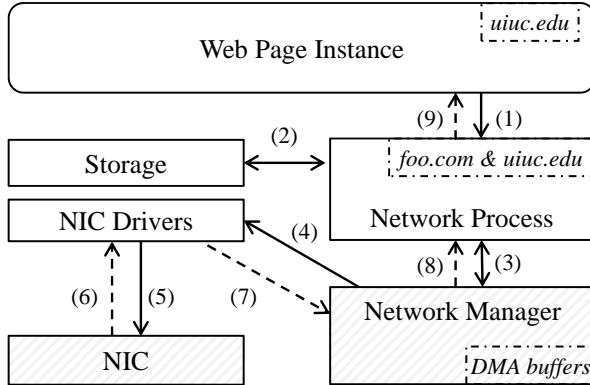 uiuc.edu
Web Page Instance
(9)
(1)
(2)
foo.com & uiuc.edu
Storage
Network Process
NIC Drivers
(4)
(8)
(3)
(6)
(5)
(7)
Network Manager
NIC
DMA buffers